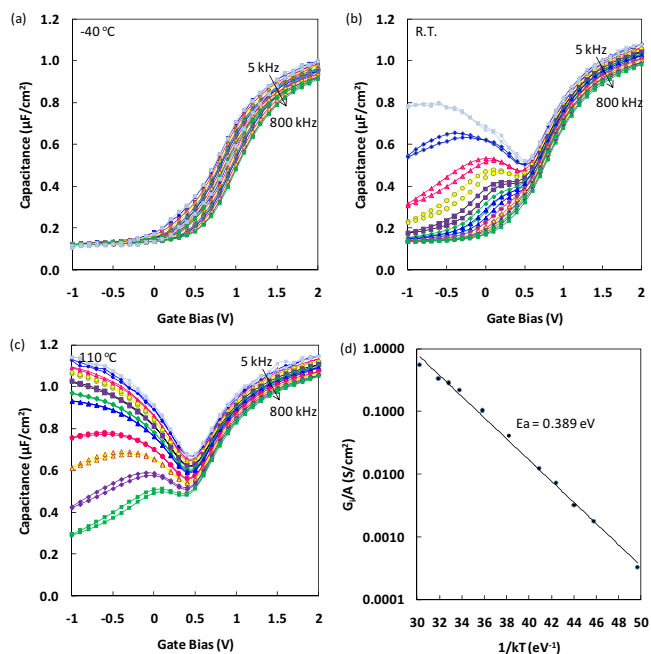 (a)
-40 °C
1.2
1.0
0.8
0.6
0.4
0.2
0.0
Capacitance (µF/cm²)
5 kHz
800 kHz
-1 -0.5 0 0.5 1 1.5 2
Gate Bias (V)
(b)
R.T.
1.2
1.0
0.8
0.6
0.4
0.2
0.0
Capacitance (µF/cm²)
5 kHz
800 kHz
-1 -0.5 0 0.5 1 1.5 2
Gate Bias (V)
(c)
110 °C
1.2
1.0
0.8
0.6
0.4
0.2
0.0
Capacitance (µF/cm²)
5 kHz
800 kHz
-1 -0.5 0 0.5 1 1.5 2
Gate Bias (V)
(d)
1.0000
0.1000
0.0100
0.0010
0.0001
Gᵢ/A (S/cm²)
Ea = 0.389 eV
30 32 34 36 38 40 42 44 46 48 50
1/kT (eV⁻¹)